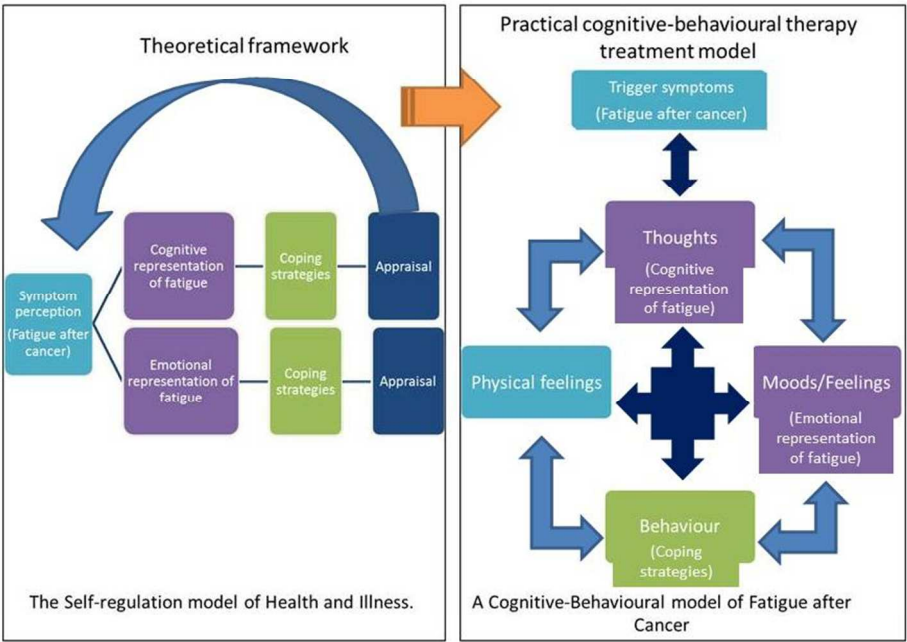 Theoretical framework
Symptom
perception
(Fatigue after
cancer)
Cognitive
representation
of fatigue
Coping
strategies
Appraisal
Emotional
representation of
fatigue
Coping
strategies
Appraisal
The Self-regulation model of Health and Illness.
Practical cognitive-behavioural therapy
treatment model
Trigger symptoms
(Fatigue after cancer)
Thoughts
(Cognitive
representation
of fatigue)
Physical feelings
Moods/Feelings
(Emotional
representation
of fatigue)
Behaviour
(Coping
strategies)
A Cognitive-Behavioural model of Fatigue after
Cancer